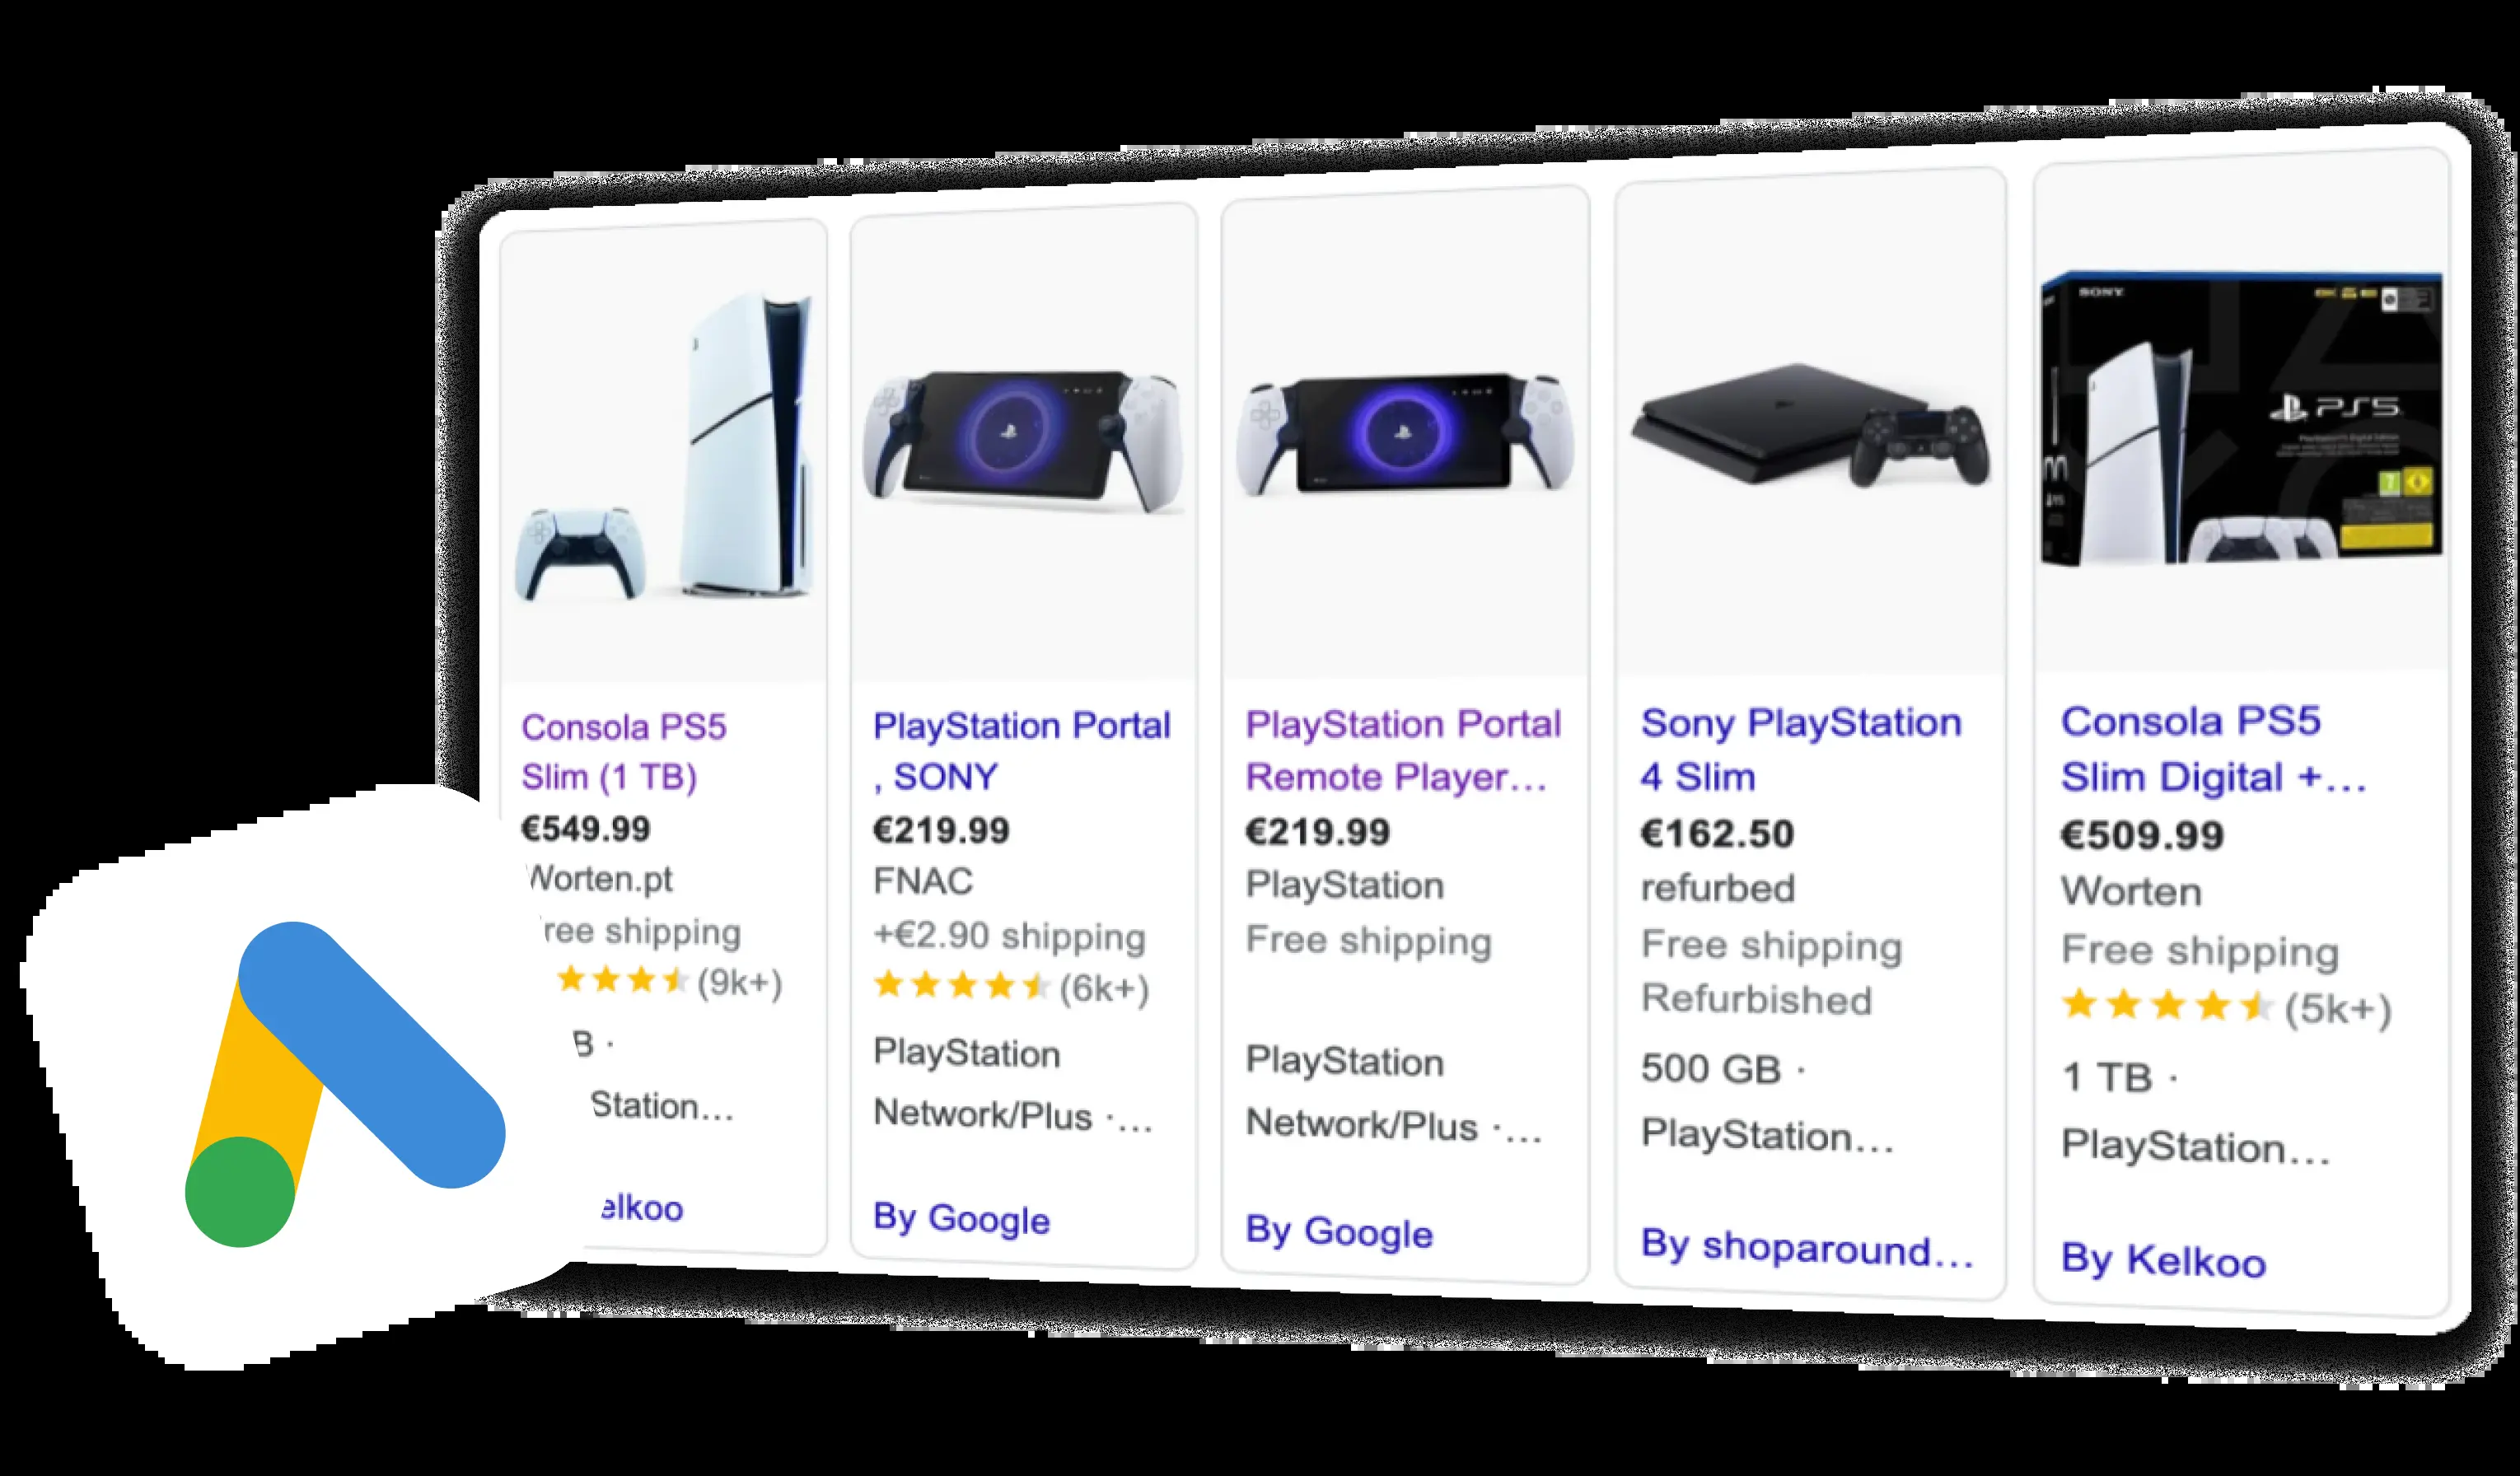 Consola PS5
Slim (1 TB)
€549.99
Worten.pt
ree shipping
(9k+)
B ·
Station...
elkoo
PlayStation Portal
, SONY
€219.99
FNAC
+€2.90 shipping
(6k+)
PlayStation
Network/Plus ·...
By Google
PlayStation Portal
Remote Player...
€219.99
PlayStation
Free shipping
PlayStation
Network/Plus ·...
By Google
Sony PlayStation
4 Slim
€162.50
refurbed
Free shipping
Refurbished
500 GB ·
PlayStation...
By shoparound...
SONY
PS5
Consola PS5
Slim Digital +...
€509.99
Worten
Free shipping
(5k+)
1 TB ·
PlayStation...
By Kelkoo